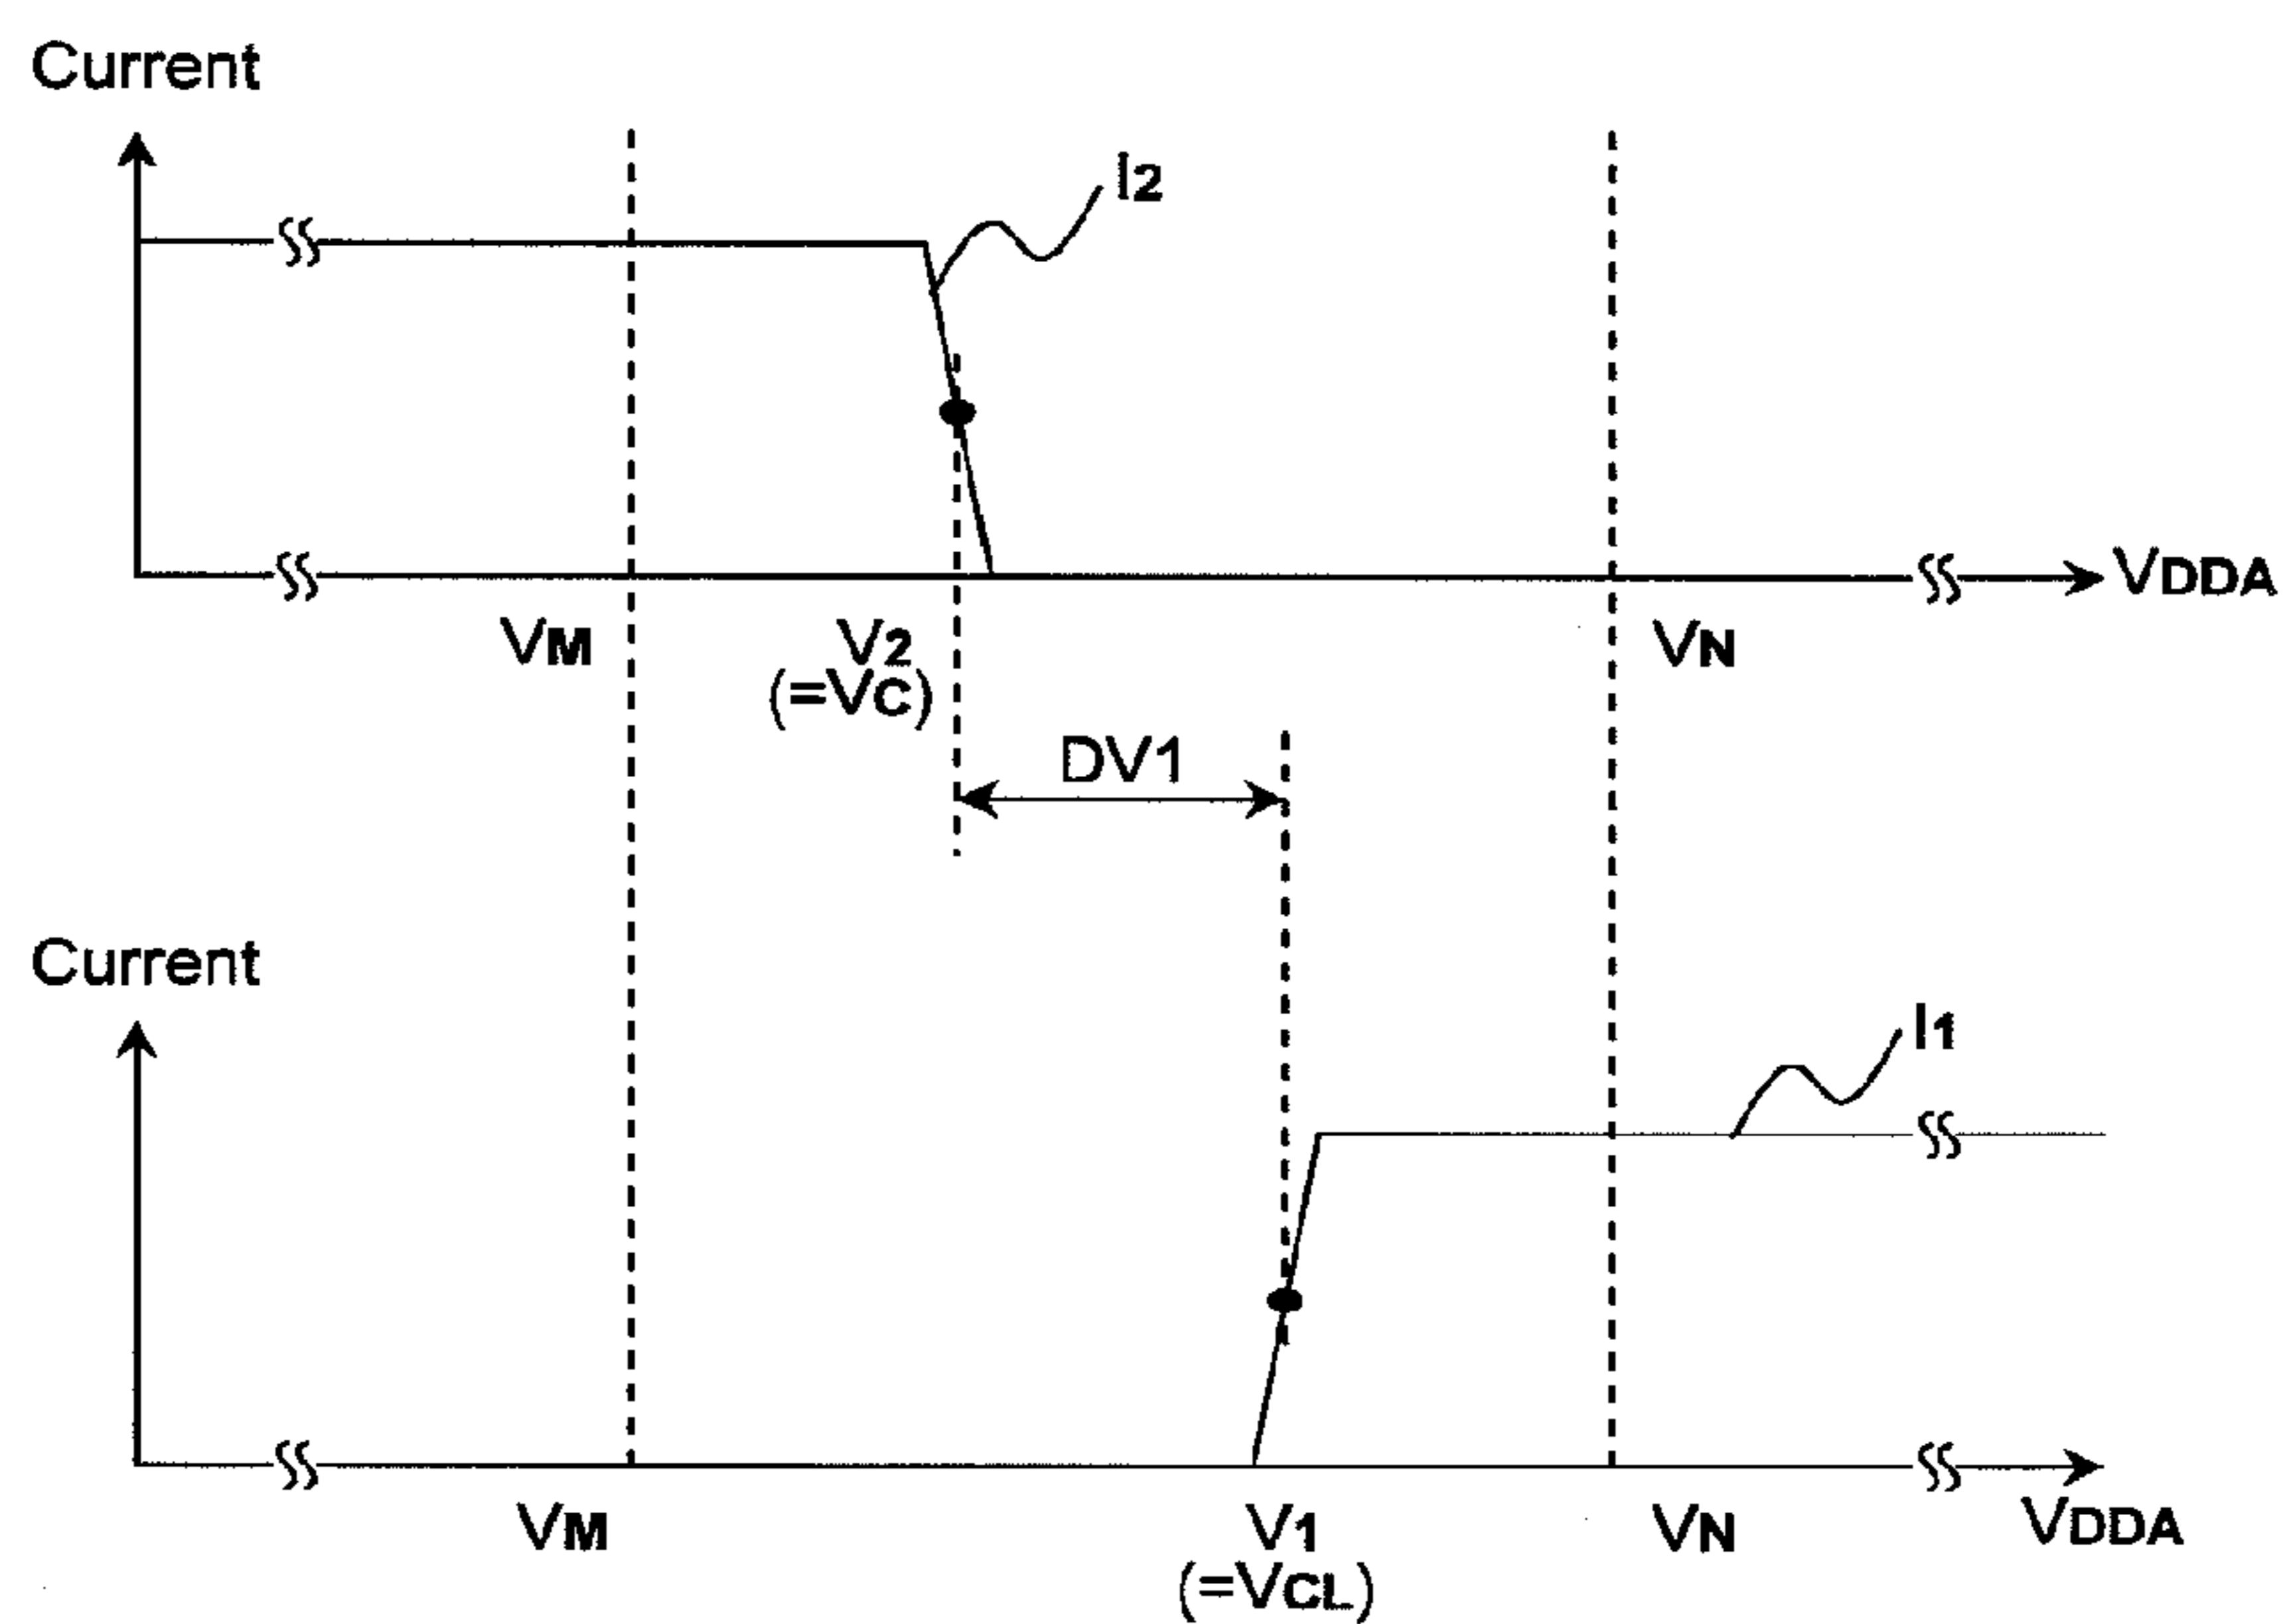 Current
I2
VDDA
VM
V2
(=VC)
VN
DV1
Current
I1
VM
V1
(=VCL)
VN
VDDA